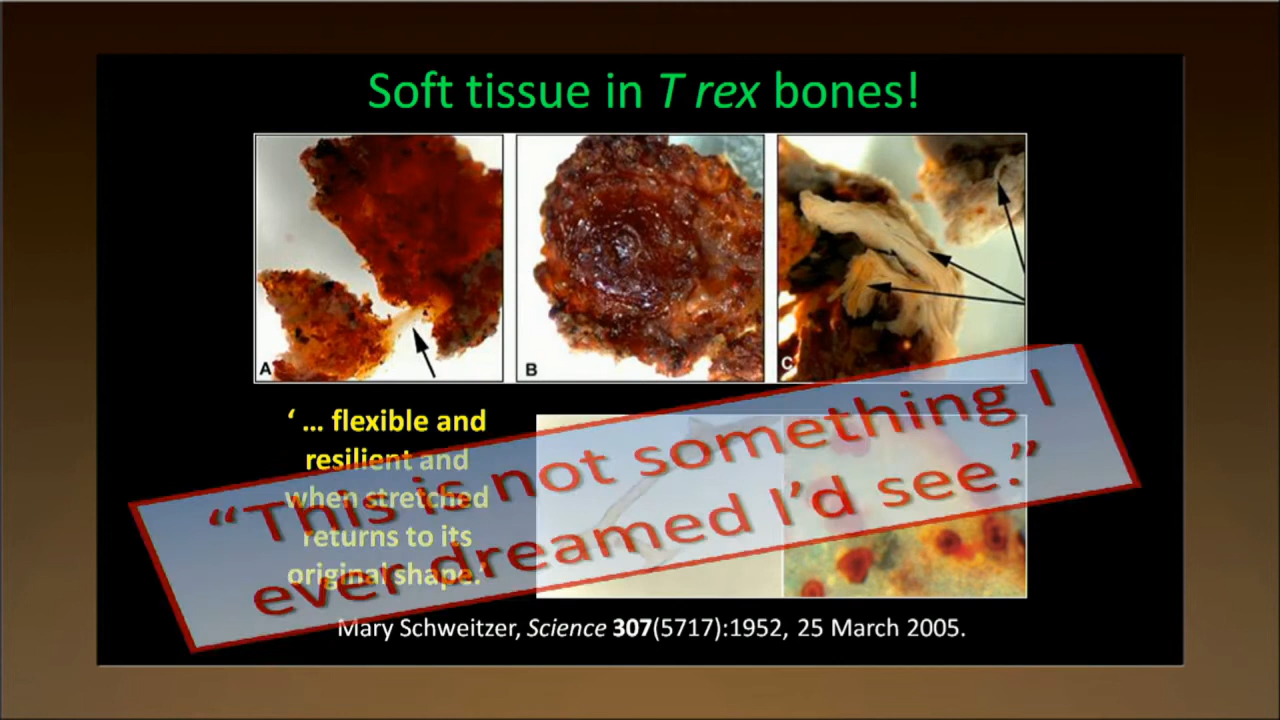 Soft tissue in T rex bones!
A
B
C
‘ ... flexible and
resilient and
when stretched
returns to its
original shape.’
“This is not something I
ever dreamed I’d see.”
Mary Schweitzer, Science 307(5717):1952, 25 March 2005.